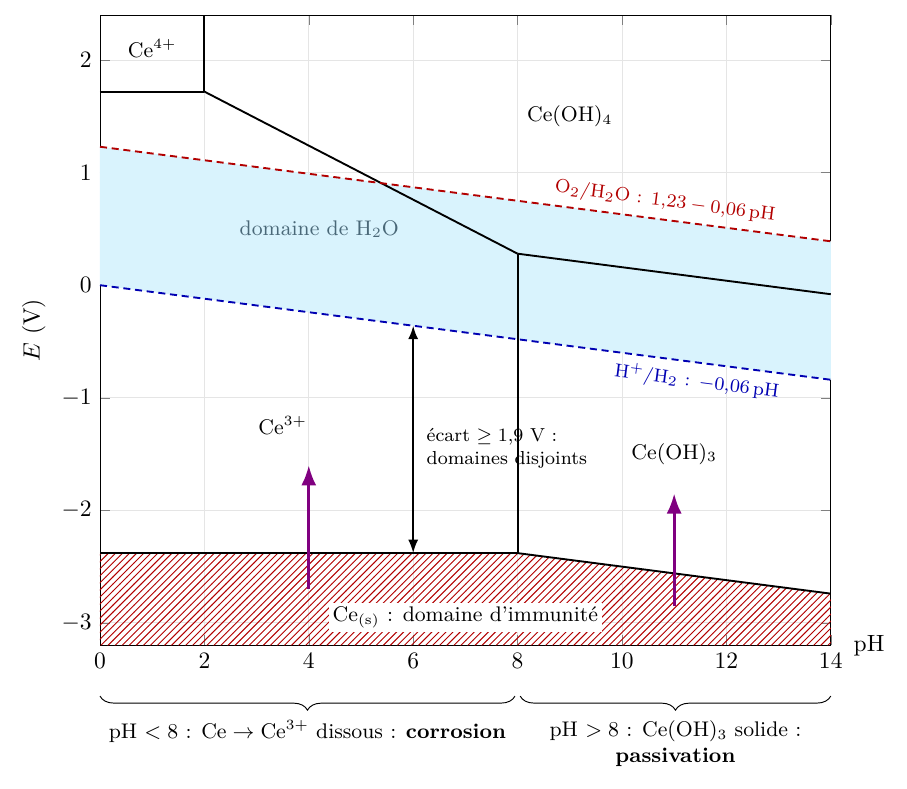 Ce⁴⁺
Ce(OH)₄
O₂/H₂O : 1,23 − 0,06 pH
domaine de H₂O
E (V)
2
1
0
−1
−2
−3
H⁺/H₂ : −0,06 pH
Ce³⁺
écart ≥ 1,9 V :
domaines disjoints
Ce(OH)₃
Ce₍ₛ₎ : domaine d'immunité
0 2 4 6 8 10 12 14
pH
pH < 8 : Ce → Ce³⁺ dissous : corrosion
pH > 8 : Ce(OH)₃ solide :
passivation